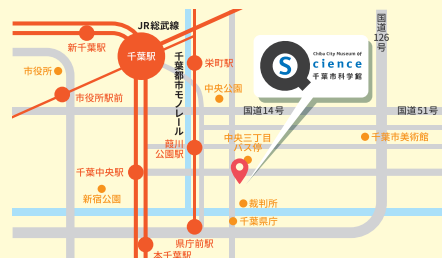 JR総武線
国道
126
号
新千葉駅
千葉駅
Chiba City Museum of
Science
千葉市科学館
市役所
栄町駅
千葉都市モノレール
市役所駅前
中央公園
国道14号
国道51号
中央三丁目
バス停
千葉市美術館
葭川
公園駅
千葉中央駅
新宿公園
裁判所
千葉県庁
県庁前駅
本千葉駅